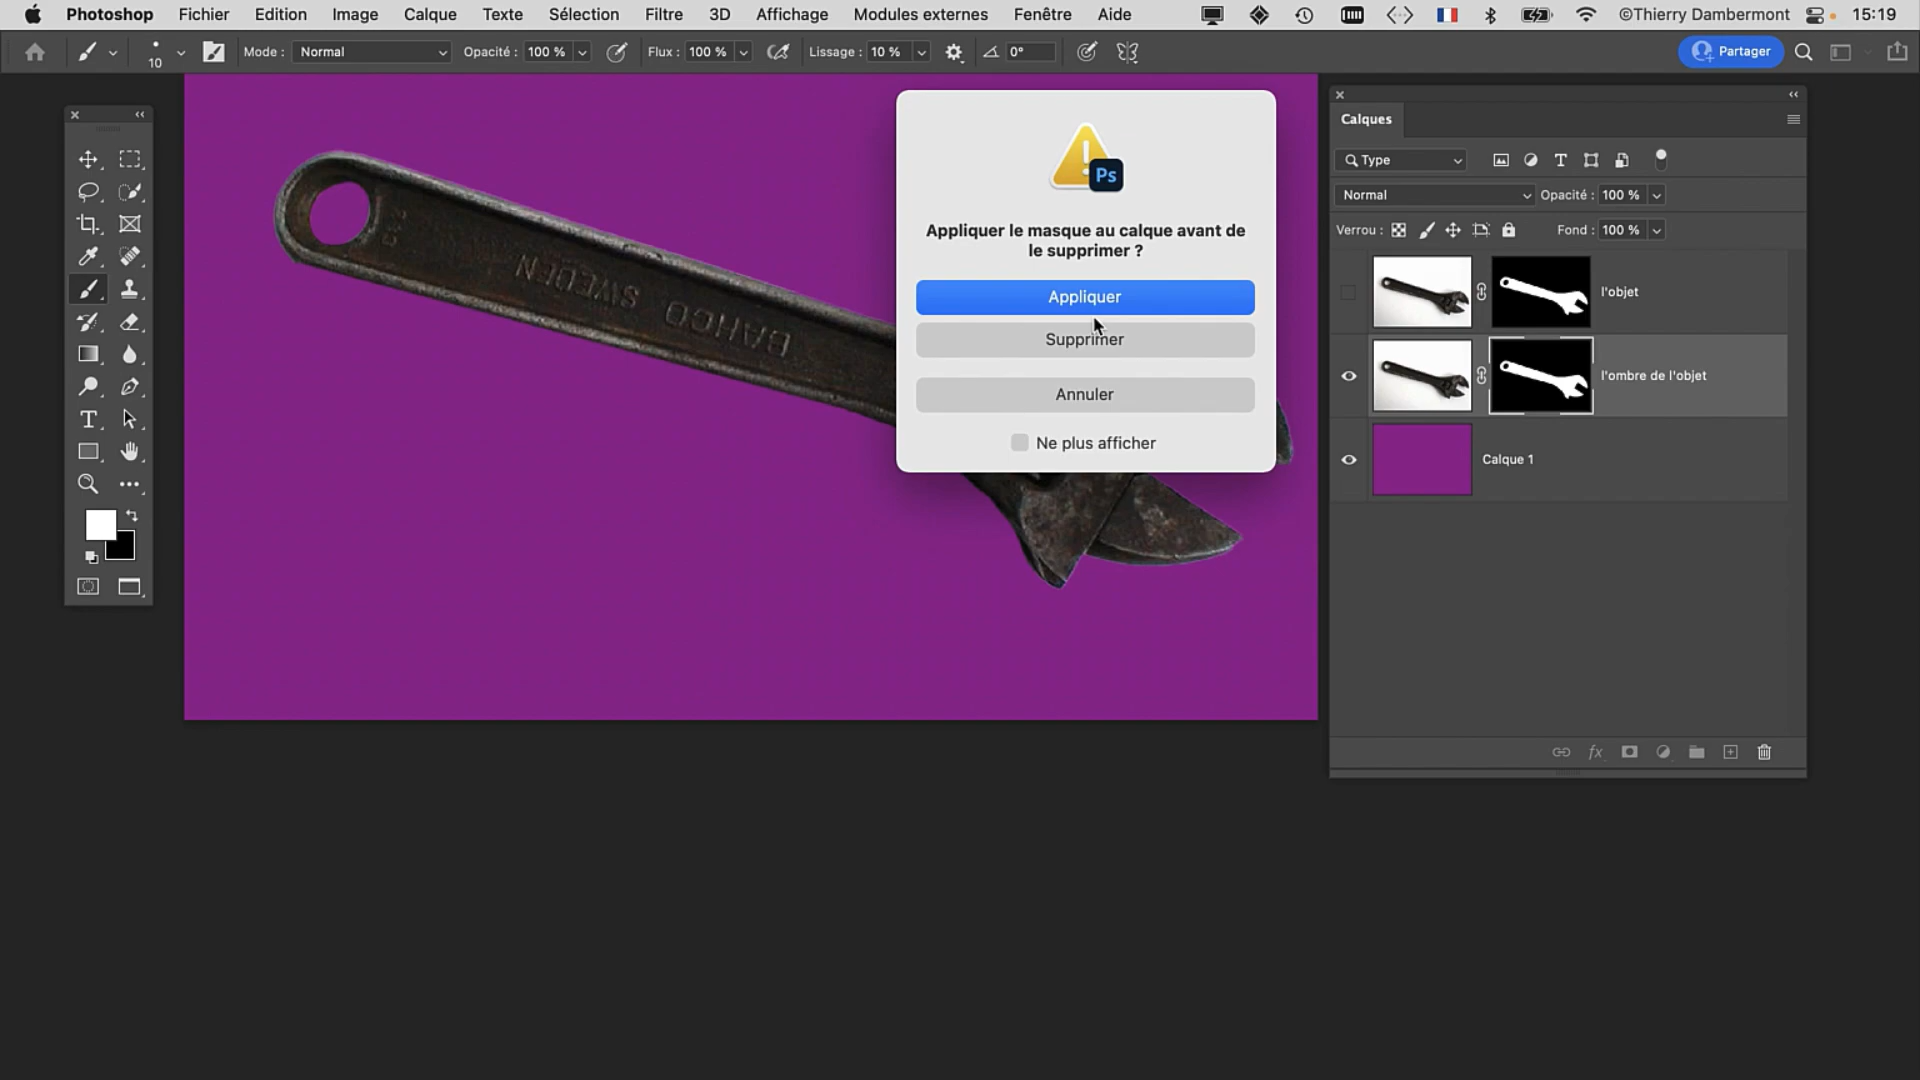 Photoshop Fichier Edition Image Calque Texte Sélection Filtre 3D Affichage Modules externes Fenêtre Aide ©Thierry Dambermont 15:19
10 Mode : Normal Opacité : 100 % Flux : 100 % Lissage : 10 % 0° Partager
Calques
Type
Normal Opacité : 100 %
Verrou : Fond : 100 %
l'objet
l'ombre de l'objet
Calque 1
Ps
Appliquer le masque au calque avant de
le supprimer ?
Appliquer
Supprimer
Annuler
Ne plus afficher
BAHCO SWEDEN